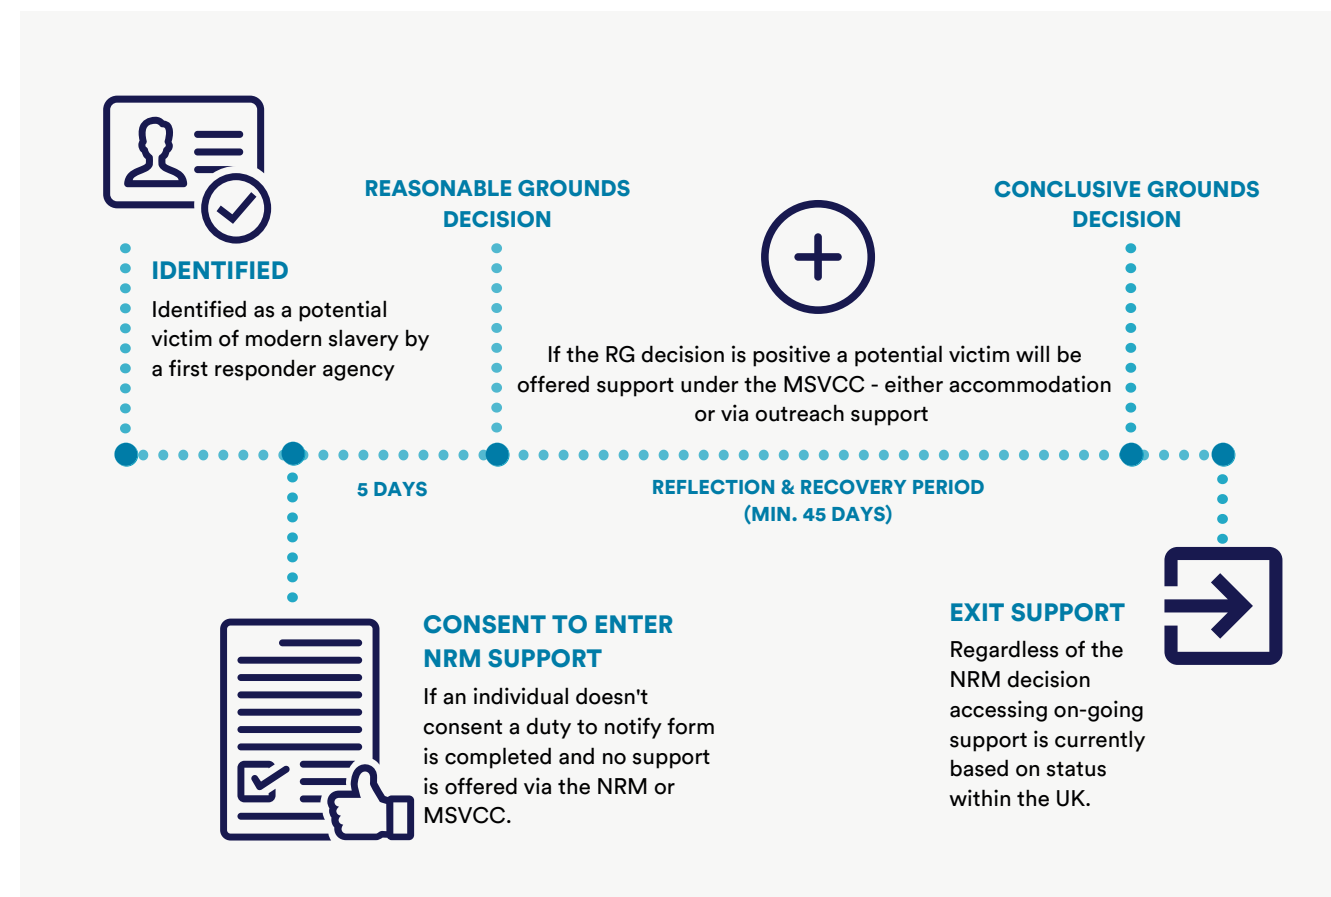 REASONABLE GROUNDS
DECISION
CONCLUSIVE GROUNDS
DECISION
IDENTIFIED
Identified as a potential
victim of modern slavery by
a first responder agency
If the RG decision is positive a potential victim will be
offered support under the MSVCC - either accommodation
or via outreach support
5 DAYS
REFLECTION & RECOVERY PERIOD
(MIN. 45 DAYS)
CONSENT TO ENTER
NRM SUPPORT
If an individual doesn't
consent a duty to notify form
is completed and no support
is offered via the NRM or
MSVCC.
EXIT SUPPORT
Regardless of the
NRM decision
accessing on-going
support is currently
based on status
within the UK.